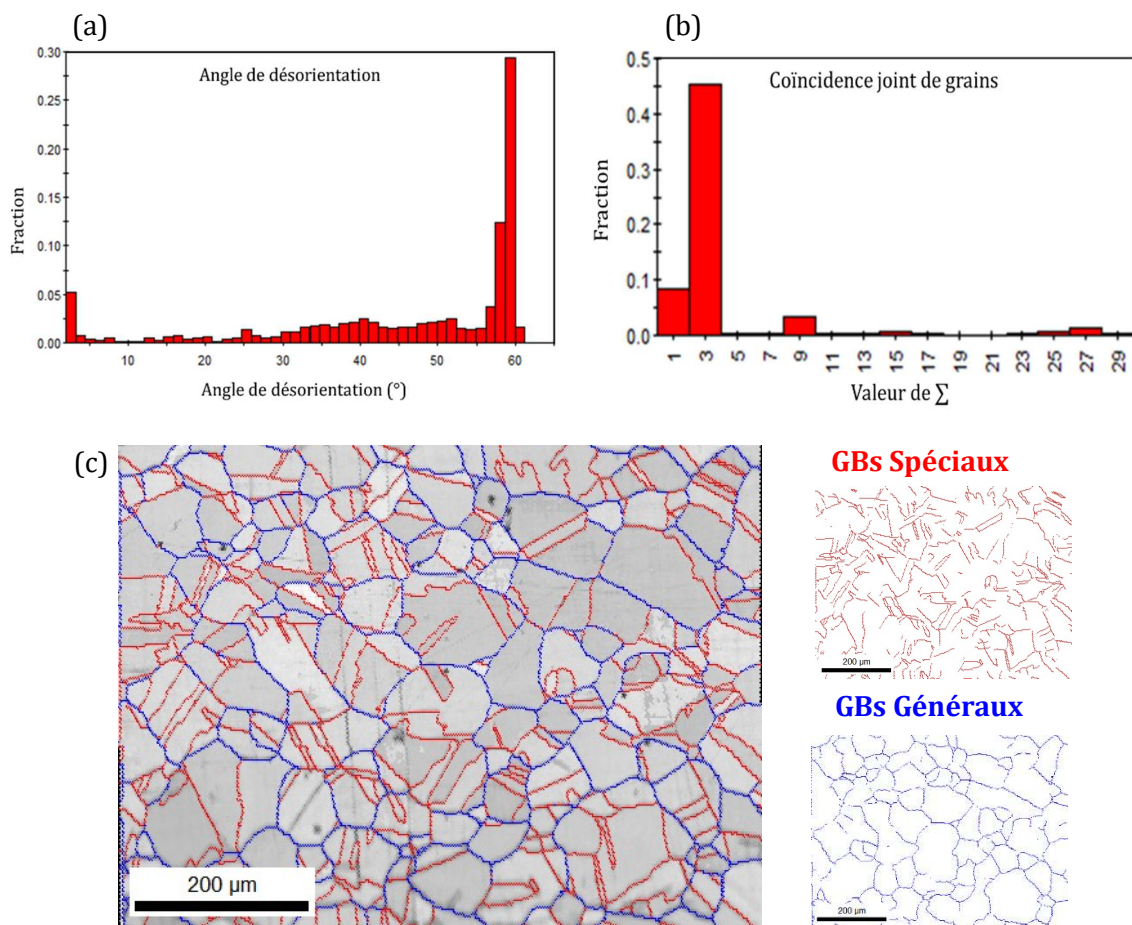 (a)
0.30
Angle de désorientation
0.25
0.20
0.15
0.10
0.05
0.00
Fraction
10 20 30 40 50 60
Angle de désorientation (°)
(b)
0.5
Coïncidence joint de grains
0.4
0.3
0.2
0.1
0.0
Fraction
1 3 5 7 9 11 13 15 17 19 21 23 25 27 29
Valeur de ∑
(c)
200 µm
GBs Spéciaux
200 µm
GBs Généraux
200 µm